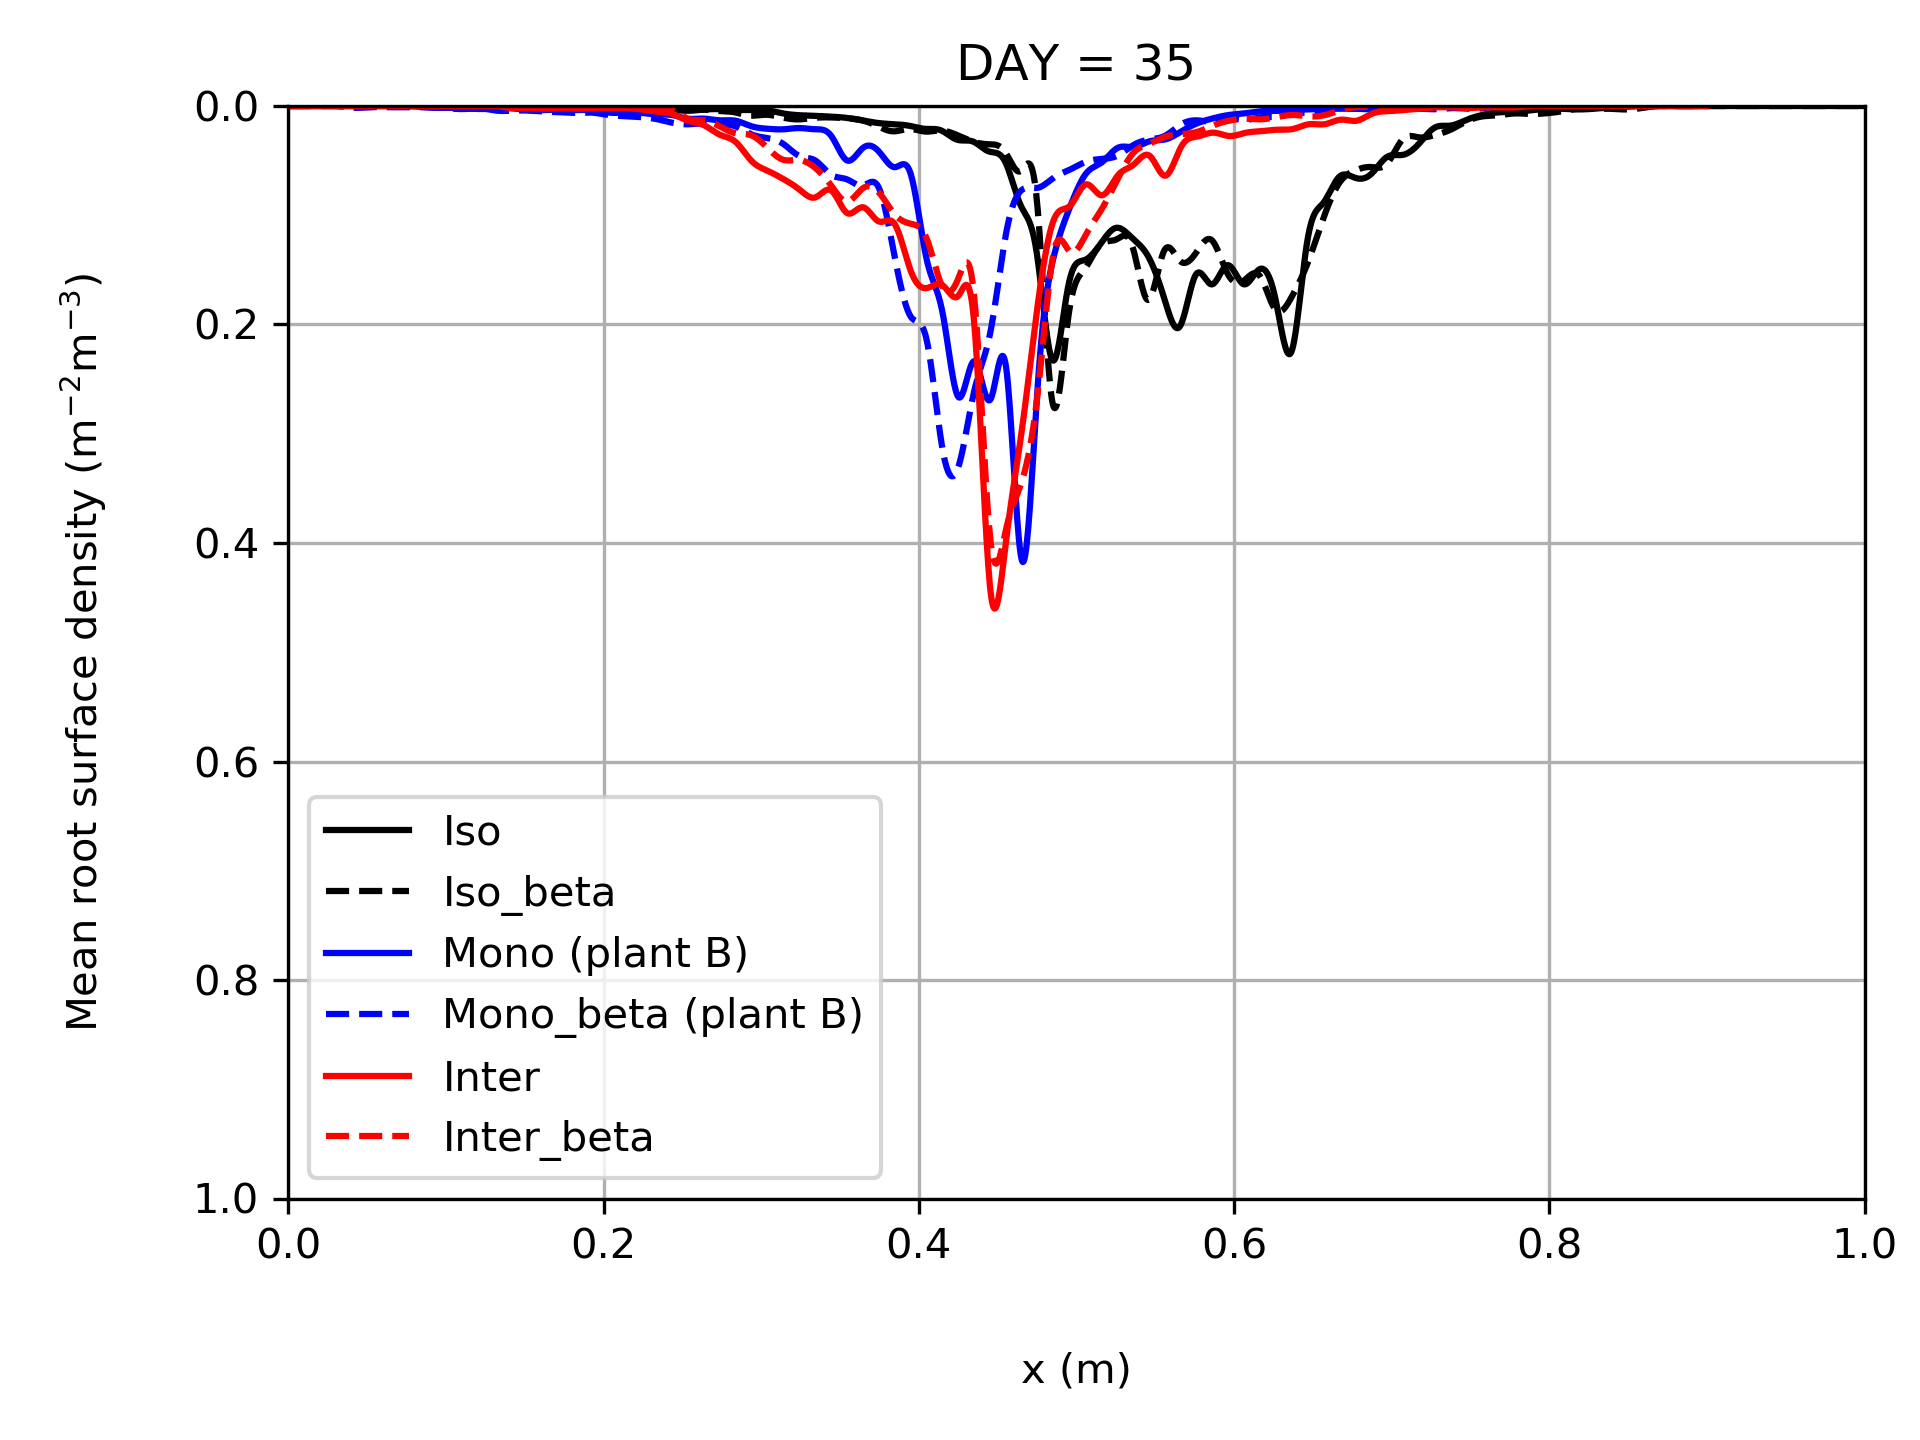 DAY = 35
Mean root surface density (m⁻²m⁻³)
0.0
0.2
0.4
0.6
0.8
1.0
Iso
Iso_beta
Mono (plant B)
Mono_beta (plant B)
Inter
Inter_beta
0.0 0.2 0.4 0.6 0.8 1.0
x (m)